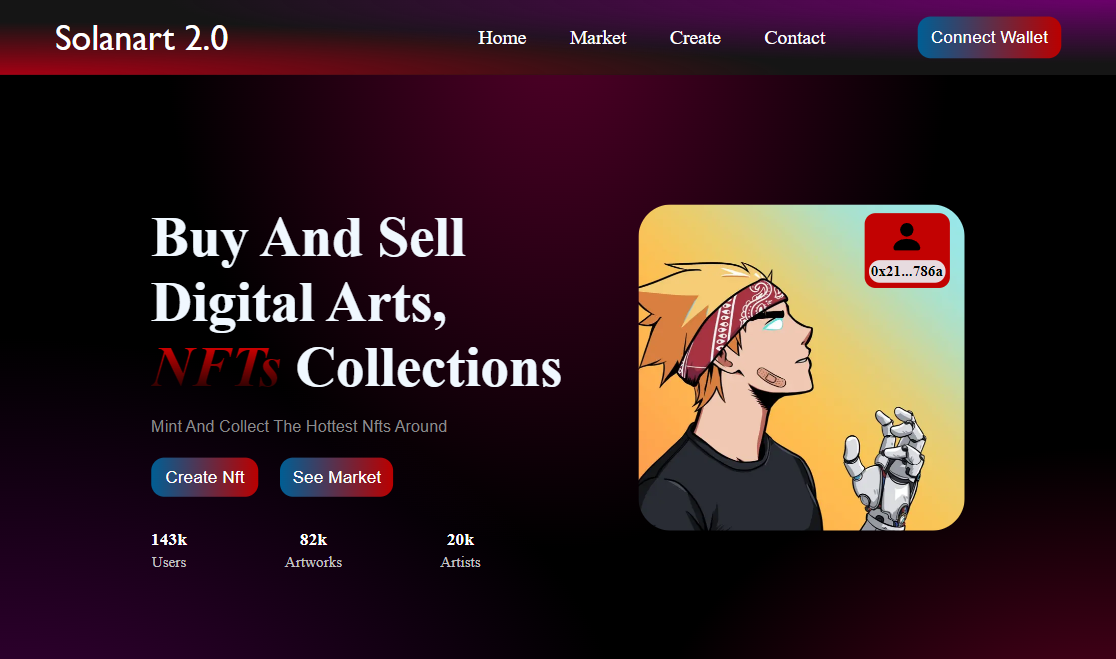 Solanart 2.0
Home
Market
Create
Contact
Connect Wallet
Buy And Sell
Digital Arts,
NFTs Collections
Mint And Collect The Hottest Nfts Around
Create Nft
See Market
143k
Users
82k
Artworks
20k
Artists
0x21...786a